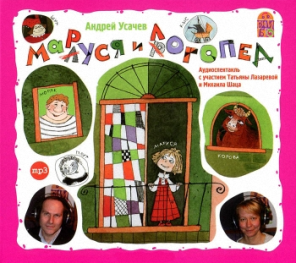 Андрей Усачев
Маруся и Логопед
Аудиоспектакль
с участием Татьяны Лазаревой
и Михаила Шаца
МАРУСЯ
mp3